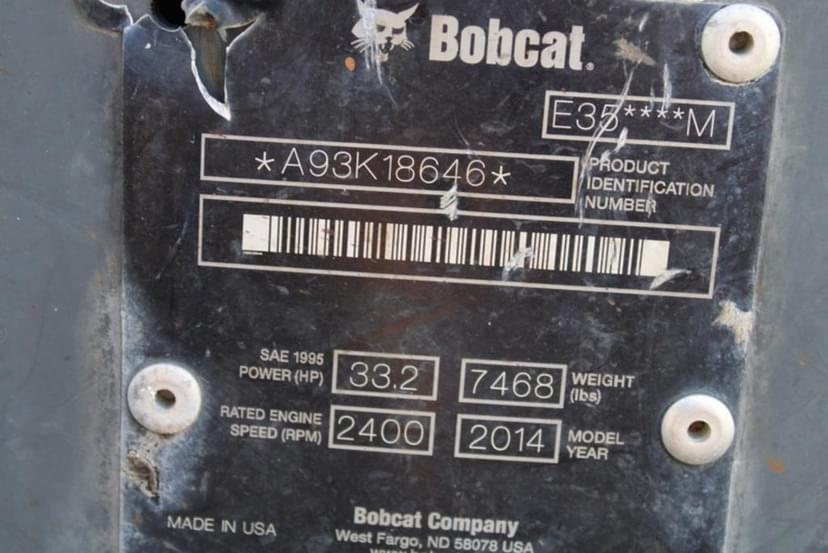 Bobcat.
E35****M
*A93K18646*
PRODUCT
IDENTIFICATION
NUMBER
SAE 1995
POWER (HP)
33.2
7468
WEIGHT
(lbs)
RATED ENGINE
SPEED (RPM)
2400
2014
MODEL
YEAR
MADE IN USA
Bobcat Company
West Fargo, ND 58078 USA